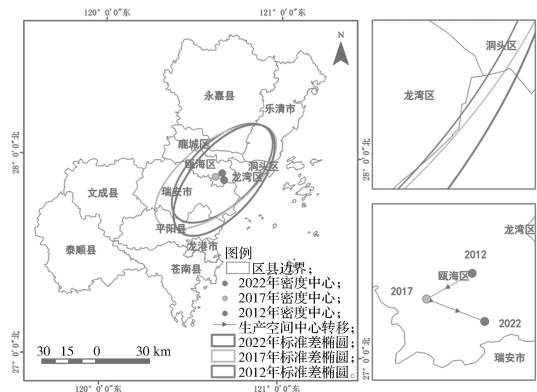 120° 0′0″东
121° 0′0″东
N
永嘉县
乐清市
28° 0′0″北
28° 0′0″北
鹿城区
瓯海区
洞头区
龙湾区
瑞安市
文成县
平阳县
泰顺县
龙港市
苍南县
图例
区县边界；
2022年密度中心；
2017年密度中心；
2012年密度中心；
生产空间中心转移；
2022年标准差椭圆；
2017年标准差椭圆；
2012年标准差椭圆。
30 15 0 30 km
27° 0′0″北
27° 0′0″北
120° 0′0″东
121° 0′0″东
洞头区
龙湾区
龙湾区
2012
瓯海区
2017
2022
瑞安市